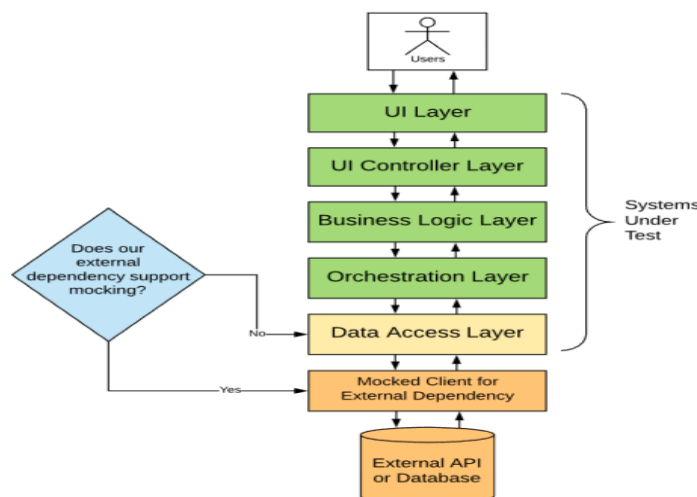 Users
UI Layer
UI Controller Layer
Business Logic Layer
Orchestration Layer
Data Access Layer
Mocked Client for
External Dependency
External API
or Database
Systems
Under
Test
Does our
external
dependency support
mocking?
No
Yes